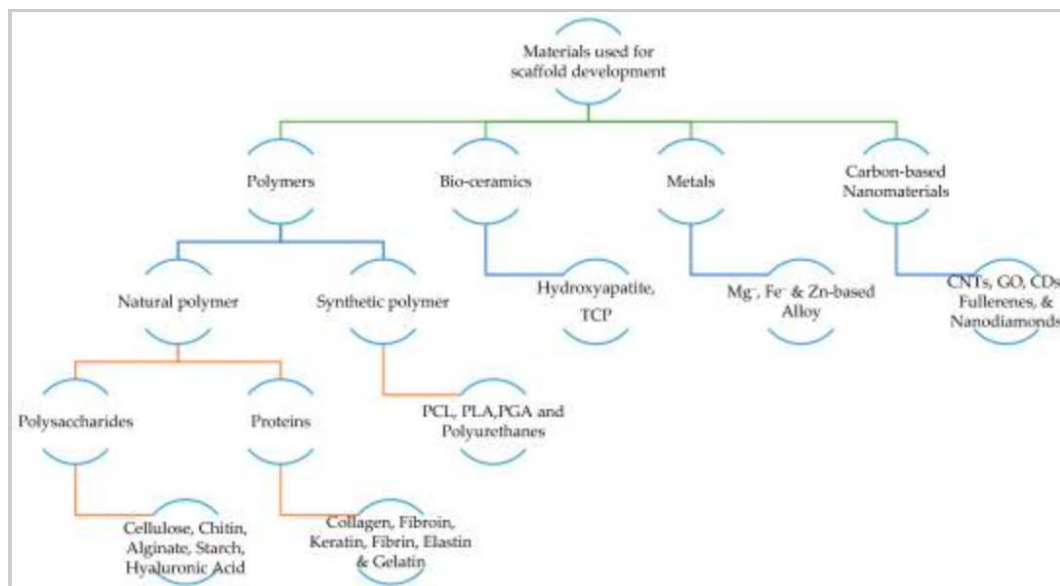 Materials used for
scaffold development
Polymers
Bio-ceramics
Metals
Carbon-based
Nanomaterials
Natural polymer
Synthetic polymer
Hydroxyapatite,
TCP
Mg⁻, Fe⁻ & Zn-based
Alloy
CNTs, GO, CDs
Fullerenes, &
Nanodiamonds
Polysaccharides
Proteins
PCL, PLA,PGA and
Polyurethanes
Cellulose, Chitin,
Alginate, Starch,
Hyaluronic Acid
Collagen, Fibroin,
Keratin, Fibrin, Elastin
& Gelatin